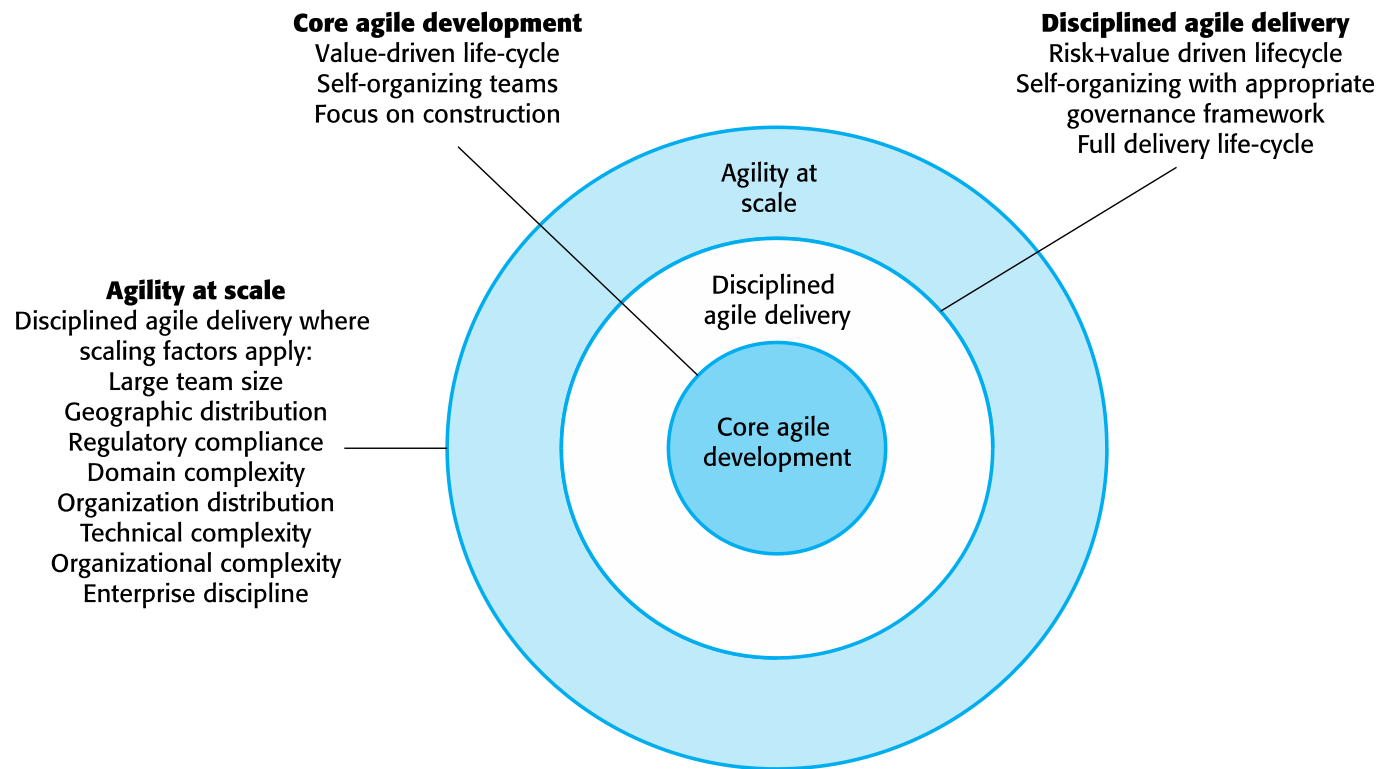 Core agile development
Value-driven life-cycle
Self-organizing teams
Focus on construction
Disciplined agile delivery
Risk+value driven lifecycle
Self-organizing with appropriate
governance framework
Full delivery life-cycle
Agility at
scale
Disciplined
agile delivery
Core agile
development
Agility at scale
Disciplined agile delivery where
scaling factors apply:
Large team size
Geographic distribution
Regulatory compliance
Domain complexity
Organization distribution
Technical complexity
Organizational complexity
Enterprise discipline